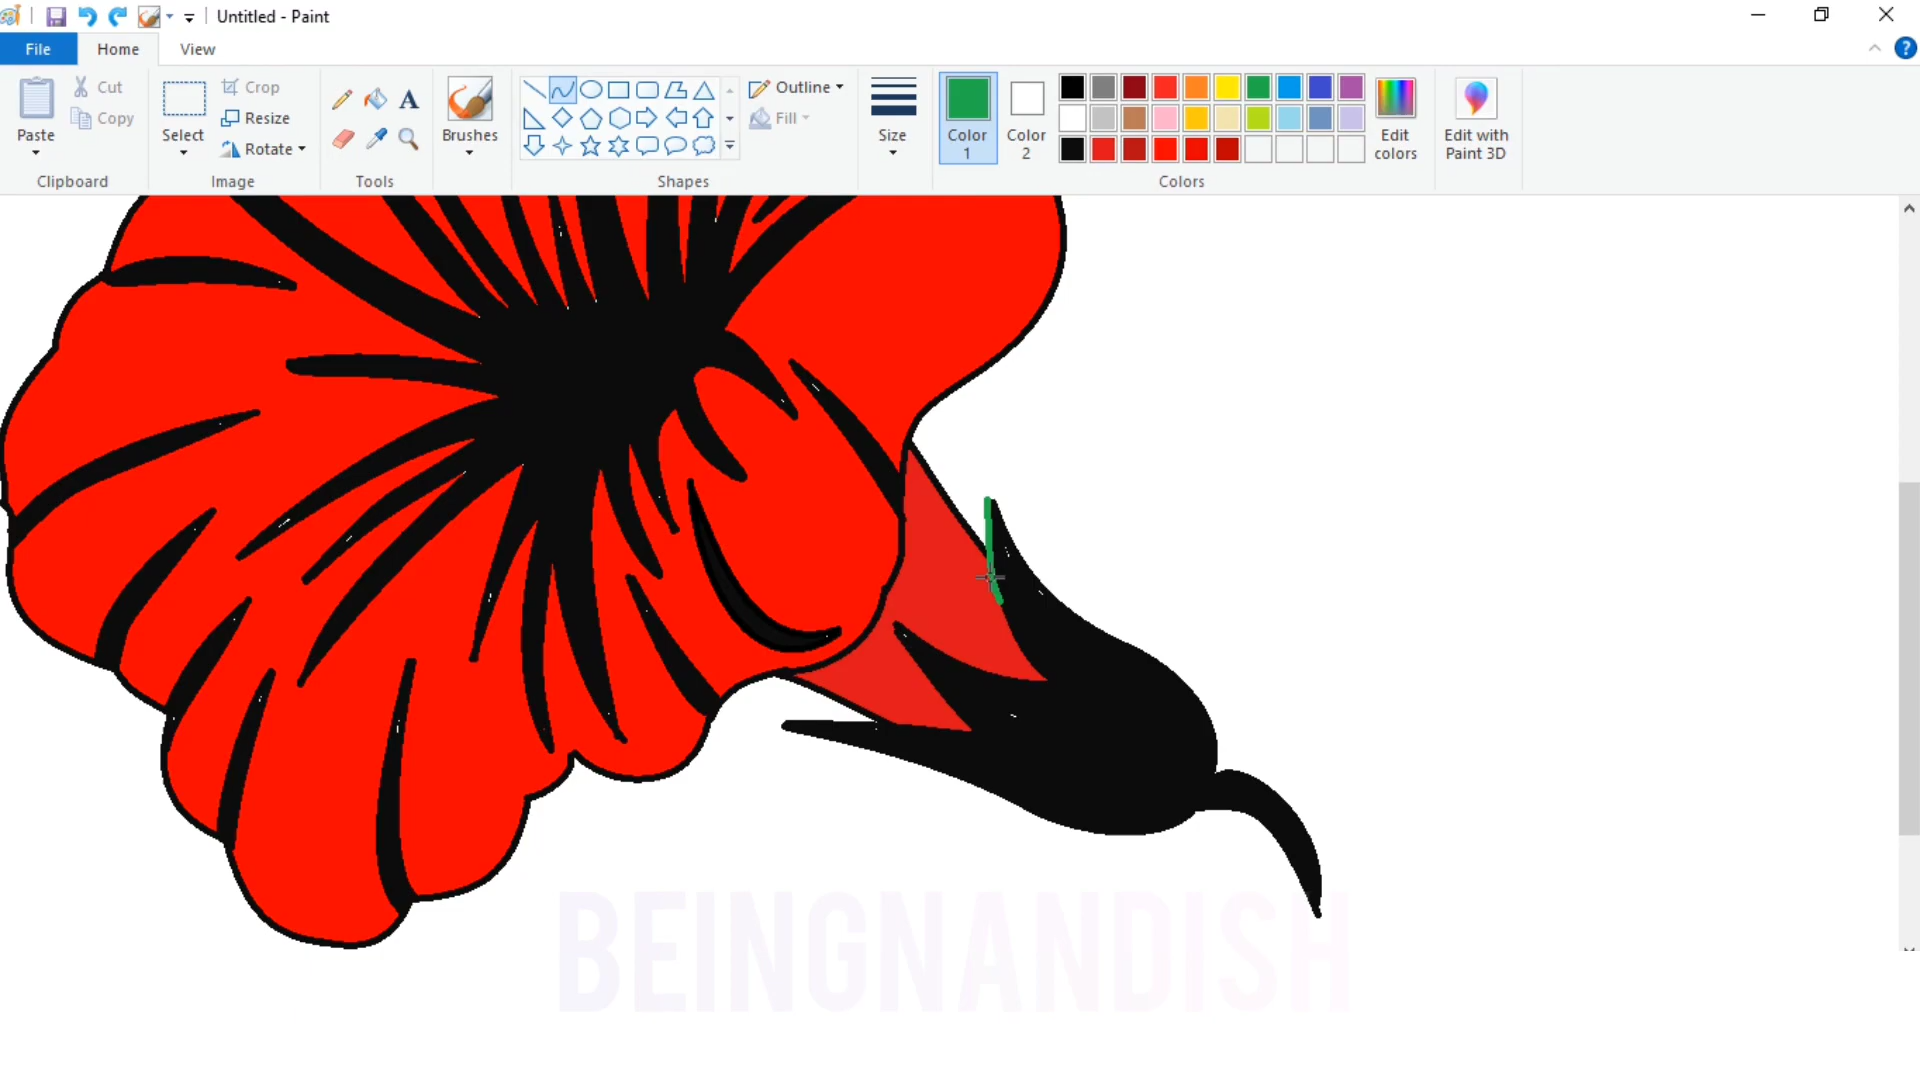 Untitled - Paint
File Home View
Paste
Cut
Copy
Clipboard
Select
Crop
Resize
Rotate
Image
A
Tools
Brushes
Shapes
Outline
Fill
Size
Color 1
Color 2
Edit colors
Colors
Edit with Paint 3D
?
BEINGNANDISH